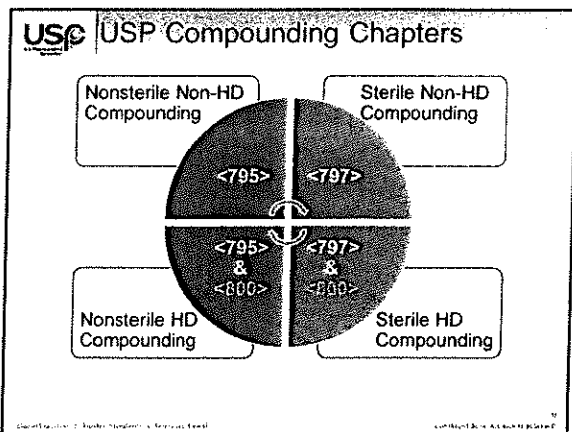 USP USP Compounding Chapters
Nonsterile Non-HD
Compounding
Sterile Non-HD
Compounding
<795>
<797>
<795>
&
<800>
<797>
&
<800>
Nonsterile HD
Compounding
Sterile HD
Compounding